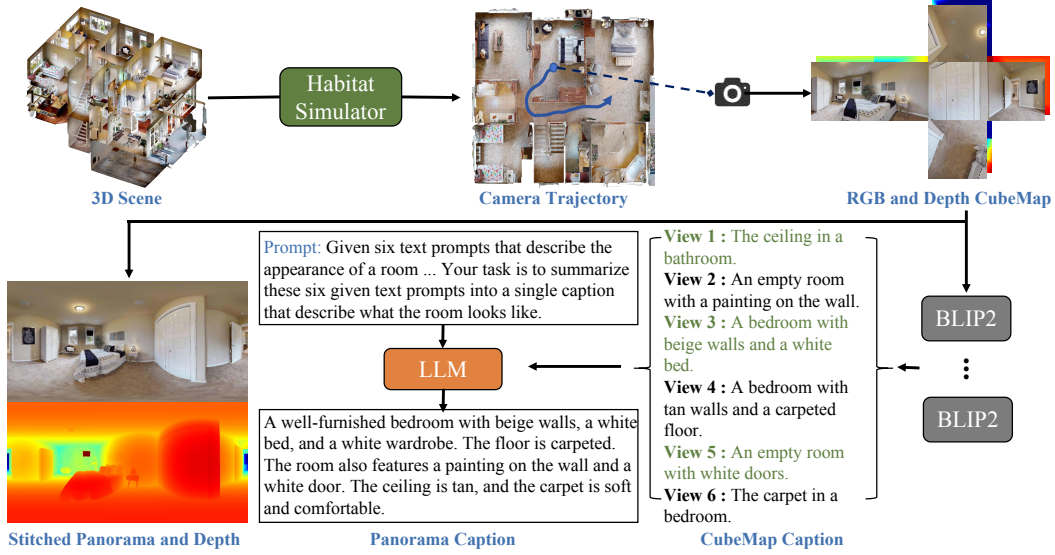 Habitat
Simulator
3D Scene
Camera Trajectory
RGB and Depth CubeMap
Prompt: Given six text prompts that describe the
appearance of a room ... Your task is to summarize
these six given text prompts into a single caption
that describe what the room looks like.
LLM
A well-furnished bedroom with beige walls, a white
bed, and a white wardrobe. The floor is carpeted.
The room also features a painting on the wall and a
white door. The ceiling is tan, and the carpet is soft
and comfortable.
View 1 : The ceiling in a
bathroom.
View 2 : An empty room
with a painting on the wall.
View 3 : A bedroom with
beige walls and a white
bed.
View 4 : A bedroom with
tan walls and a carpeted
floor.
View 5 : An empty room
with white doors.
View 6 : The carpet in a
bedroom.
BLIP2
BLIP2
Stitched Panorama and Depth
Panorama Caption
CubeMap Caption